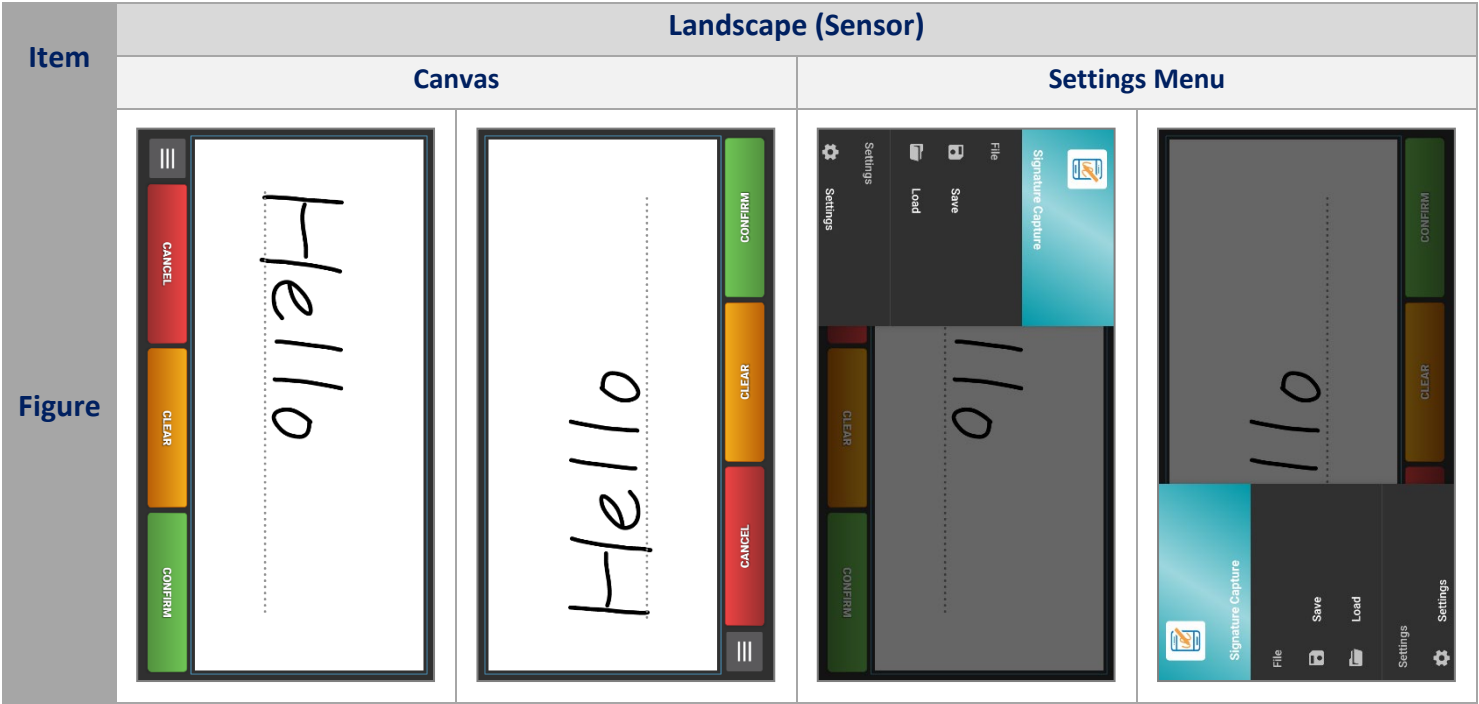 Item
Landscape (Sensor)
Canvas
Settings Menu
Figure
CANCEL
CLEAR
CONFIRM
Hello
CONFIRM
CLEAR
CANCEL
Hello
Signature Capture
File
Save
Load
Settings
Settings
CLEAR
CONFIRM
llo
CONFIRM
CLEAR
llo
Signature Capture
File
Save
Load
Settings
Settings